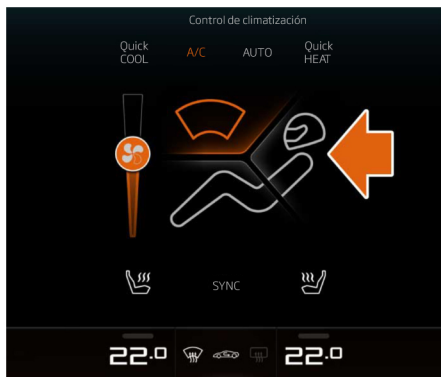 Control de climatización
Quick COOL
A/C
AUTO
Quick HEAT
SYNC
22.0
22.0